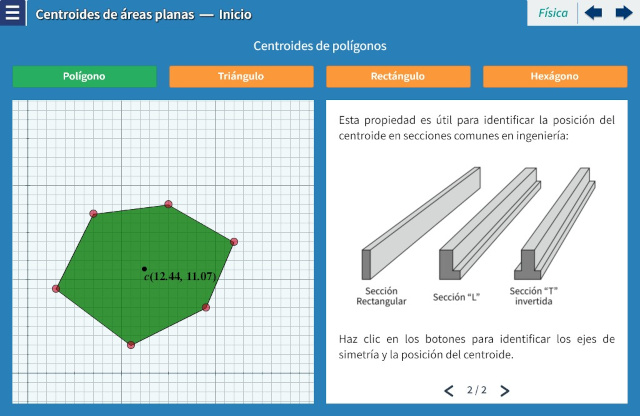 Centroides de áreas planas — Inicio
Física
Centroides de polígonos
Polígono
Triángulo
Rectángulo
Hexágono
c(12.44, 11.07)
Esta propiedad es útil para identificar la posición del
centroide en secciones comunes en ingeniería:
Sección
Rectangular
Sección “L”
Sección “T”
invertida
Haz clic en los botones para identificar los ejes de
simetría y la posición del centroide.
2 / 2